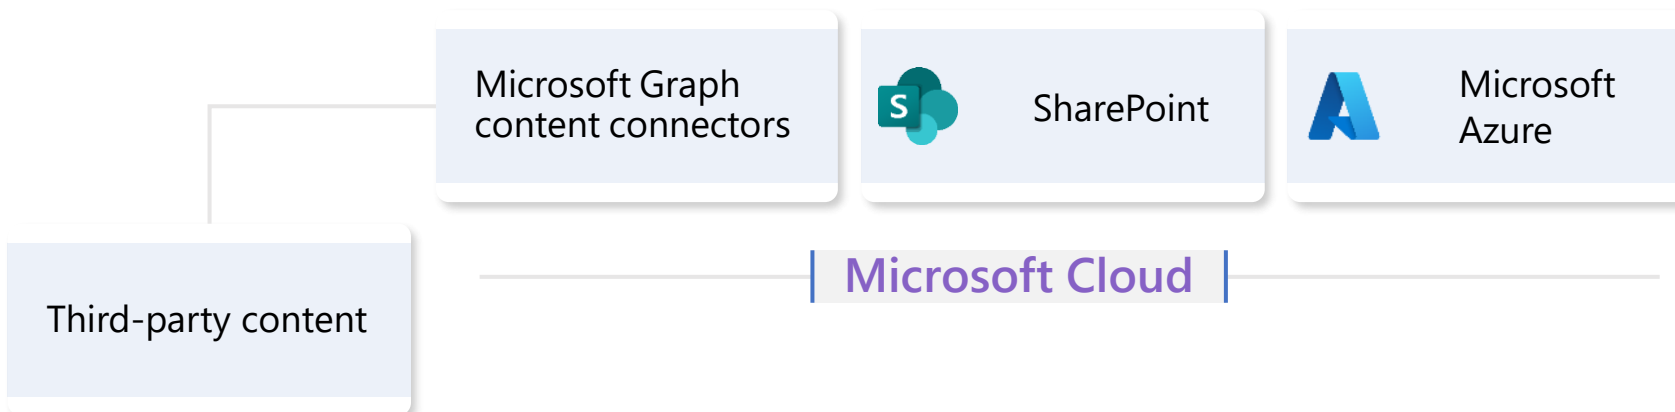 Microsoft Graph
content connectors
S
SharePoint
Microsoft
Azure
Microsoft Cloud
Third-party content